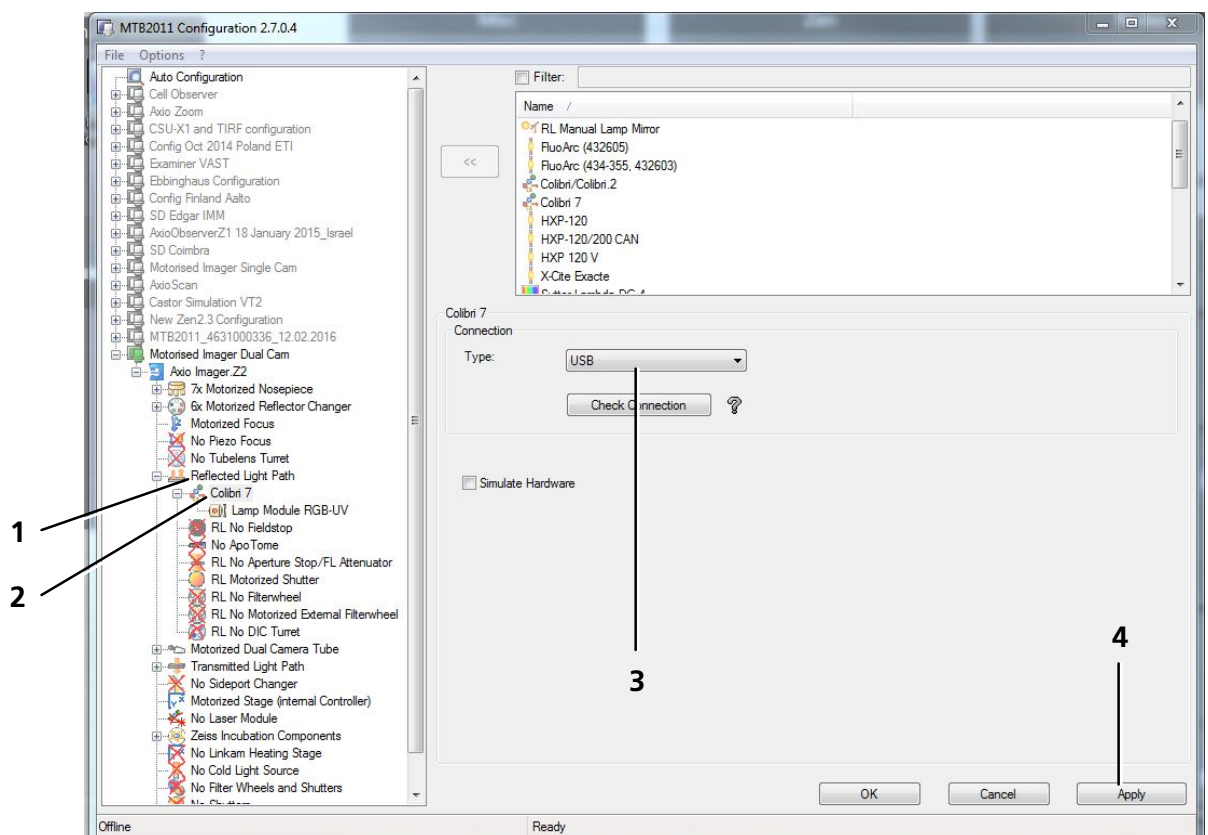 MTB2011 Configuration 2.7.0.4
File Options ?
Auto Configuration
Cell Observer
Axio Zoom
CSU-X1 and TIRF configuration
Config Oct 2014 Poland ETI
Examiner VAST
Ebbinghaus Configuration
Config Finland Aalto
SD Edgar IMM
AxioObserverZ1 18 January 2015_Israel
SD Coimbra
Motorised Imager Single Cam
AxioScan
Castor Simulation VT2
New Zen2.3 Configuration
MTB2011_4631000336_12.02.2016
Motorised Imager Dual Cam
Axio Imager.Z2
7x Motorized Nosepiece
6x Motorized Reflector Changer
Motorized Focus
No Piezo Focus
No Tubelens Turret
Reflected Light Path
Colibri 7
Lamp Module RGB-UV
RL No Fieldstop
No ApoTome
RL No Aperture Stop/FL Attenuator
RL Motorized Shutter
RL No Filterwheel
RL No Motorized External Filterwheel
RL No DIC Turret
Motorized Dual Camera Tube
Transmitted Light Path
No Sideport Changer
Motorized Stage (internal Controller)
No Laser Module
Zeiss Incubation Components
No Linkam Heating Stage
No Cold Light Source
No Filter Wheels and Shutters
No Shutters
1
2
<<
Filter:
Name /
RL Manual Lamp Mirror
FluoArc (432605)
FluoArc (434-355, 432603)
Colibri/Colibri.2
Colibri 7
HXP-120
HXP-120/200 CAN
HXP 120 V
X-Cite Exacte
Sutter Lambda DG 4
Colibri 7
Connection
Type:
USB
Check Connection
?
Simulate Hardware
3
4
OK Cancel Apply
Offline Ready